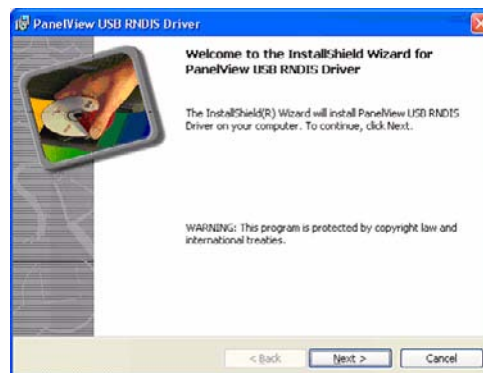 PanelView USB RNDIS Driver
Welcome to the InstallShield Wizard for
PanelView USB RNDIS Driver
The InstallShield(R) Wizard will install PanelView USB RNDIS
Driver on your computer. To continue, click Next.
WARNING: This program is protected by copyright law and
international treaties.
< Back
Next >
Cancel